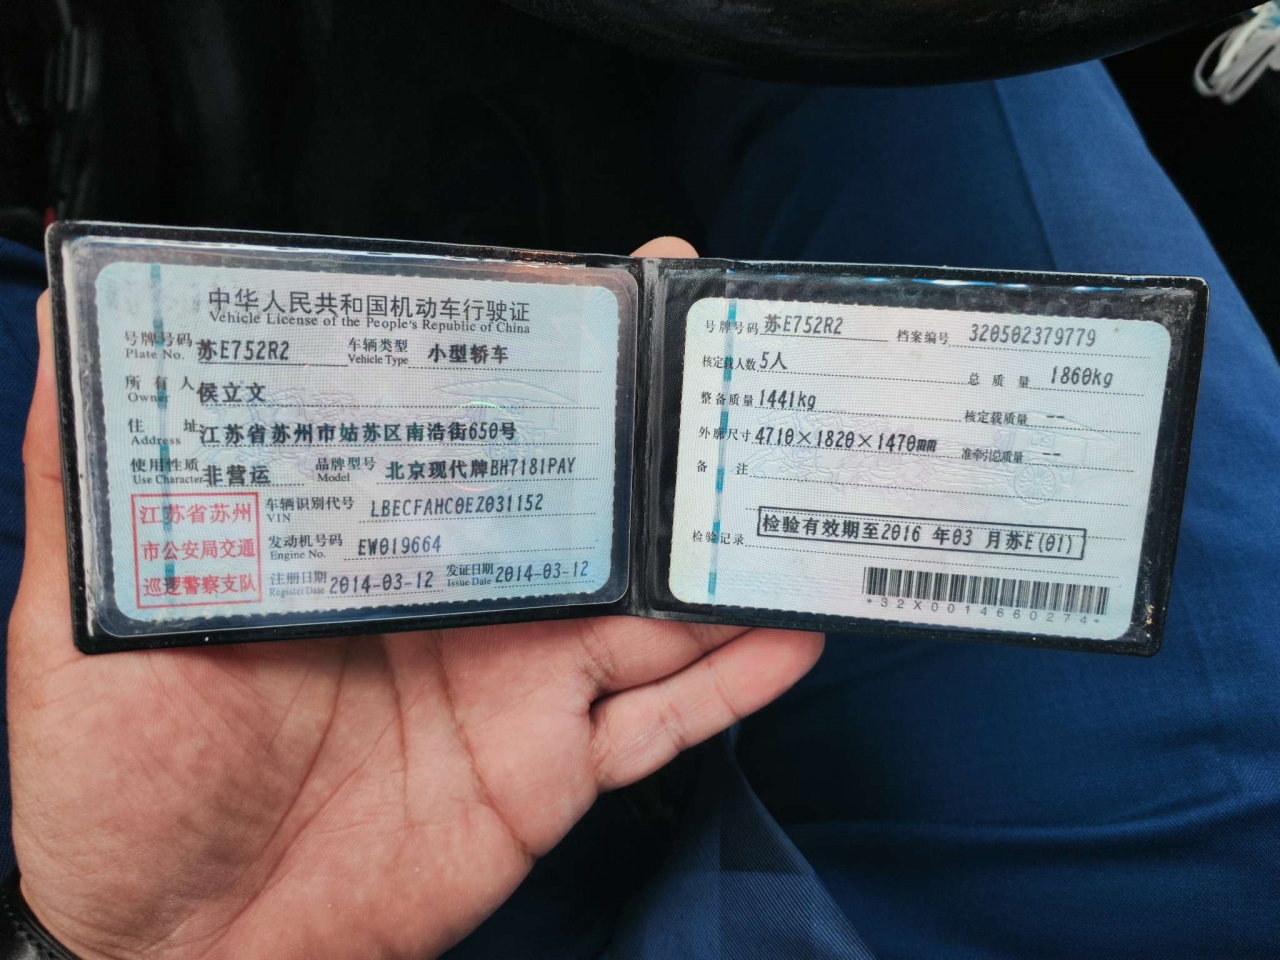 中华人民共和国机动车行驶证
Vehicle License of the People's Republic of China
号牌号码 苏E752R2 车辆类型 小型轿车
Plate No. Vehicle Type
所有人 侯立文
Owner
住址 江苏省苏州市姑苏区南浩街650号
Address
使用性质 非营运 品牌型号 北京现代牌BH7181PAY
Use Character Model
江苏省苏州
市公安局交通
巡逻警察支队
车辆识别代号 LBECFAHC0EZ031152
VIN
发动机号码 EW019664
Engine No.
注册日期 2014-03-12 发证日期 2014-03-12
Register Date Issue Date
号牌号码 苏E752R2 档案编号 320502379779
核定载人数 5人 总质量 1860kg
整备质量 1441kg 核定载质量 --
外廓尺寸 4710×1820×1470mm 准牵引总质量 --
备注
检验记录 检验有效期至2016 年03 月苏E(01)
*32X0014660274*